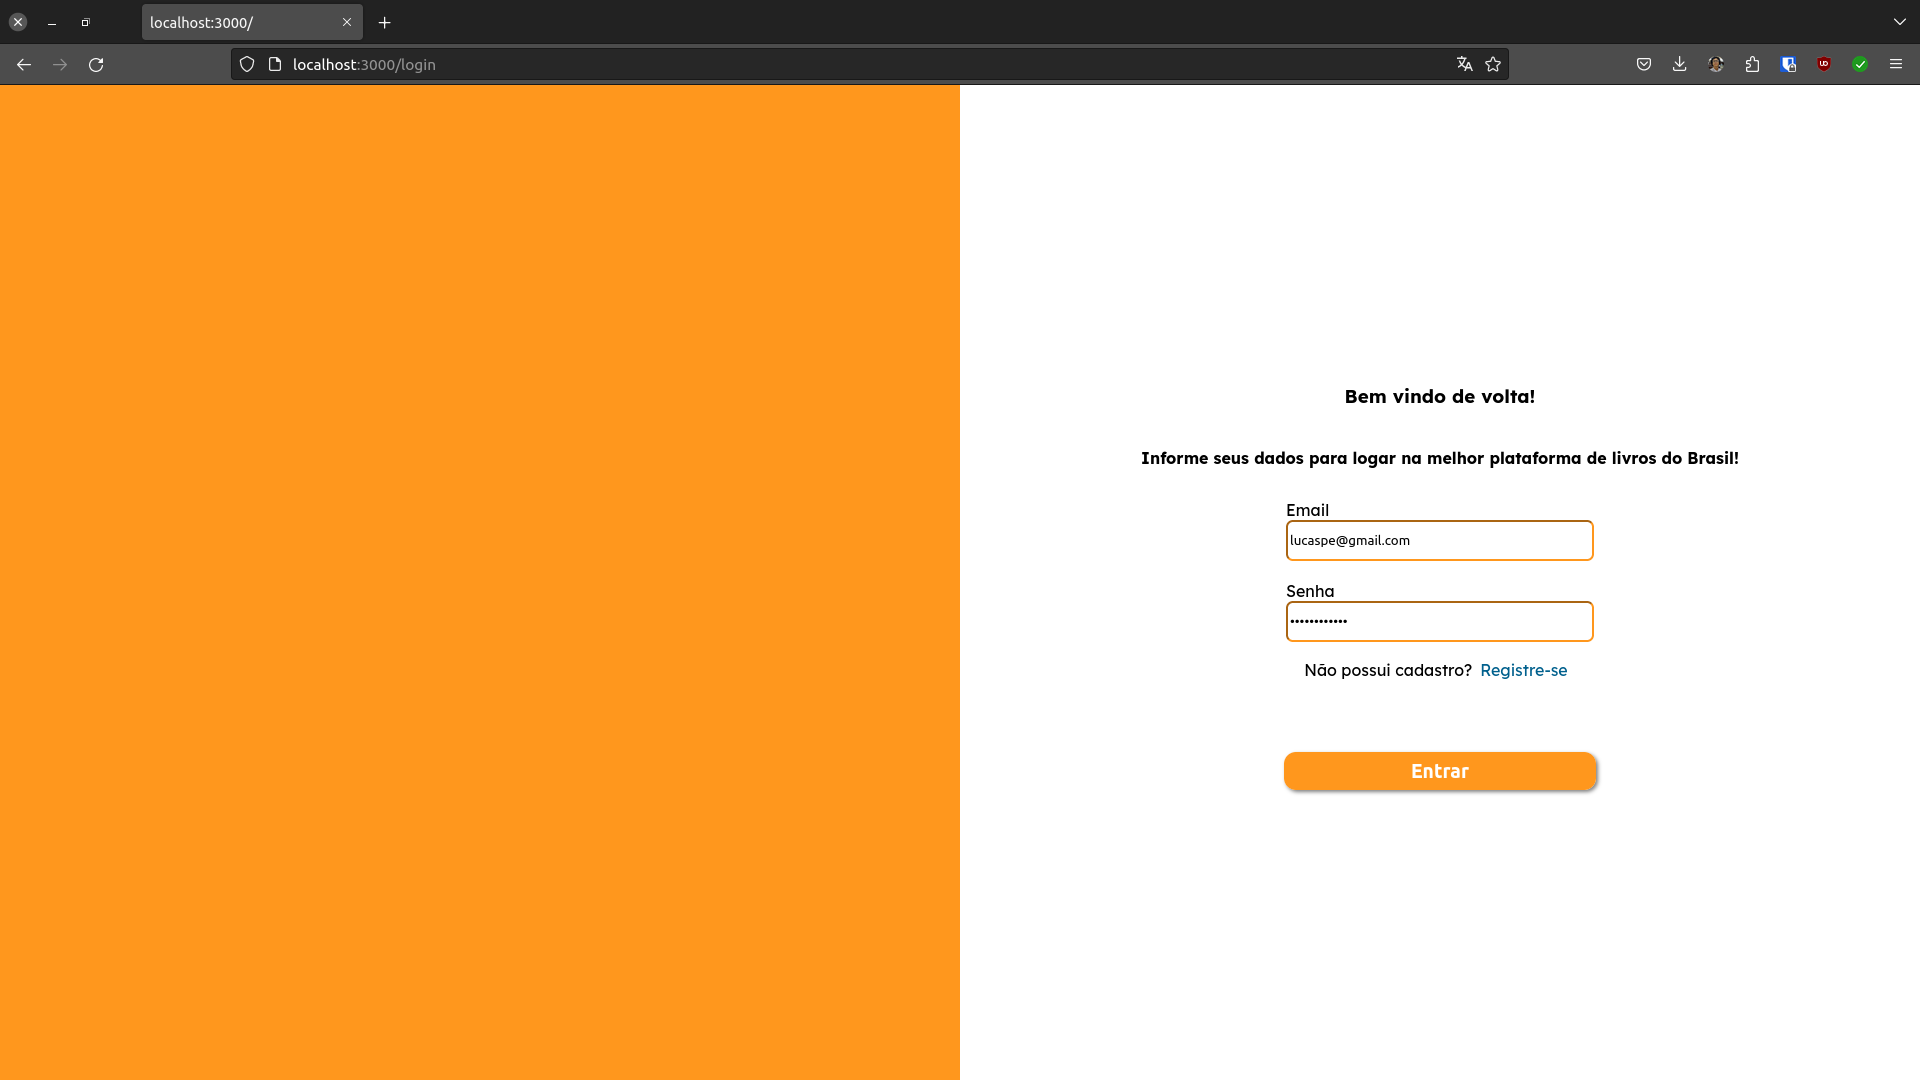 localhost:3000/
localhost:3000/login
Bem vindo de volta!
Informe seus dados para logar na melhor plataforma de livros do Brasil!
Email
lucaspe@gmail.com
Senha
••••••••••••
Não possui cadastro? Registre-se
Entrar